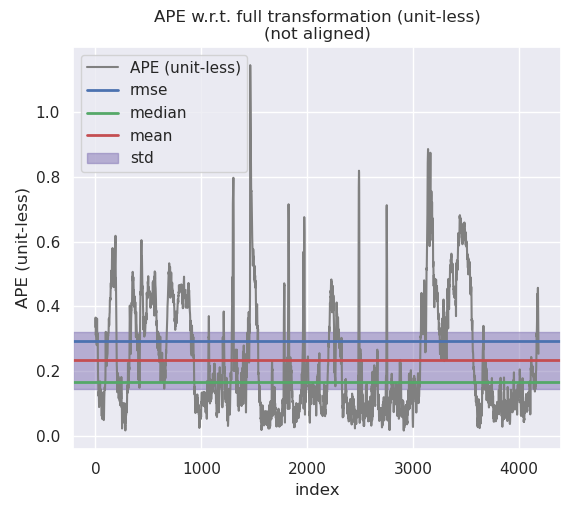 APE w.r.t. full transformation (unit-less)
(not aligned)
APE (unit-less)
rmse
median
mean
std
APE (unit-less)
1.0
0.8
0.6
0.4
0.2
0.0
0
1000
2000
3000
4000
index